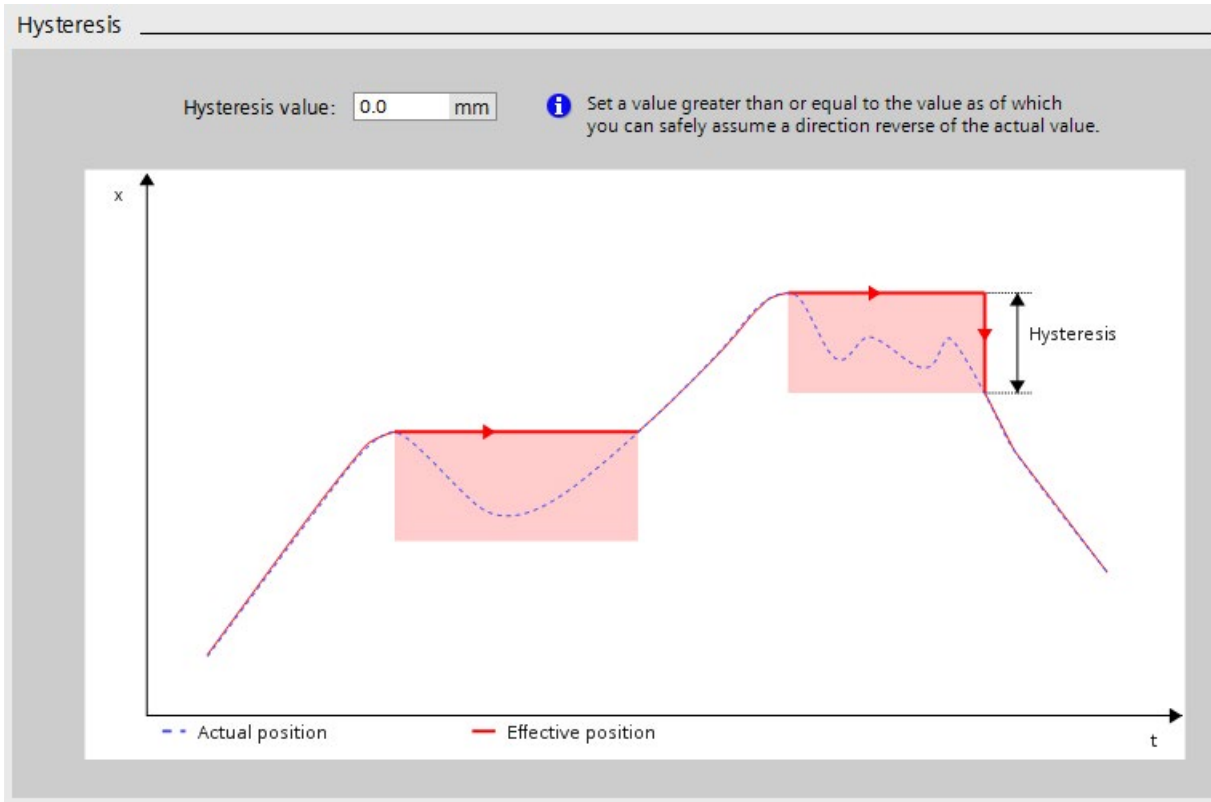 Hysteresis
Hysteresis value: 0.0 mm
Set a value greater than or equal to the value as of which
you can safely assume a direction reverse of the actual value.
x
Hysteresis
Actual position Effective position
t